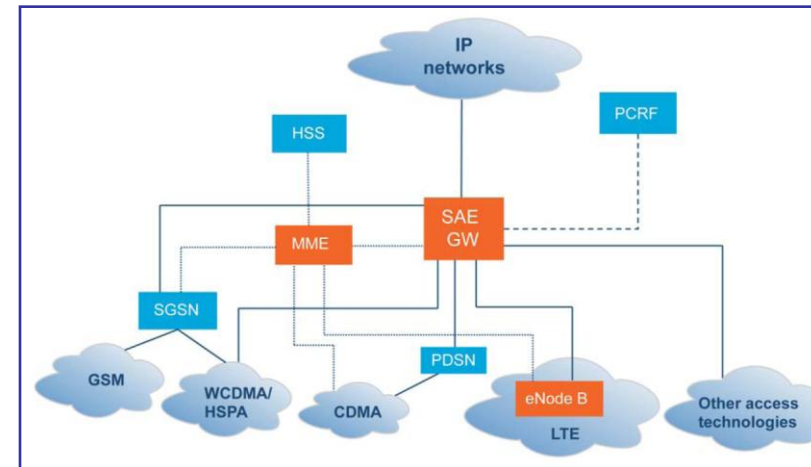 IP
networks
PCRF
HSS
SAE
GW
MME
SGSN
PDSN
GSM
WCDMA/
HSPA
CDMA
eNode B
LTE
Other access
technologies